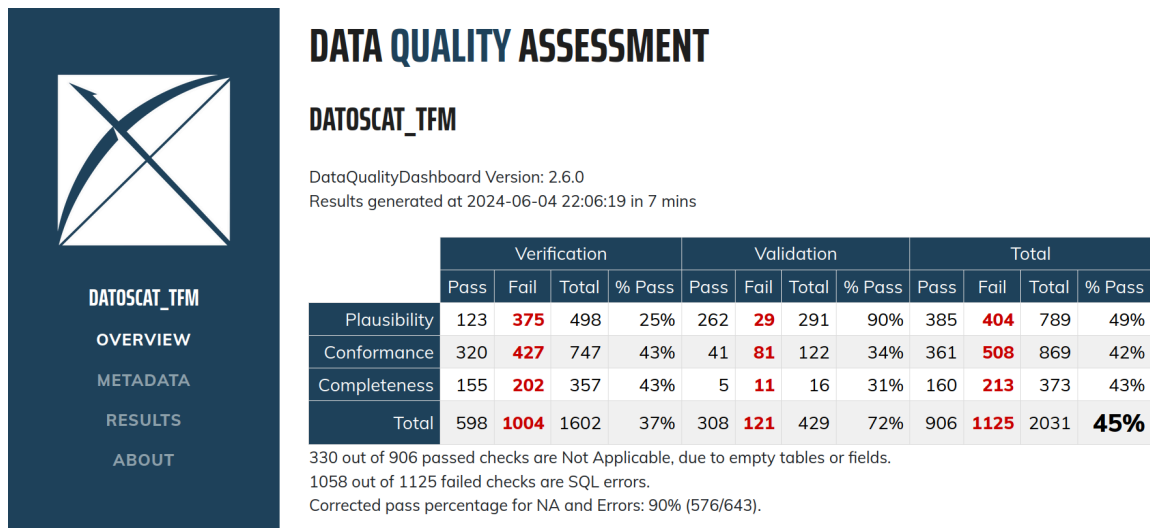 DATA QUALITY ASSESSMENT
DATOSCAT_TFM
DataQualityDashboard Version: 2.6.0
Results generated at 2024-06-04 22:06:19 in 7 mins
DATOSCAT_TFM
OVERVIEW
METADATA
RESULTS
ABOUT
Verification Validation Total
Pass Fail Total % Pass Pass Fail Total % Pass Pass Fail Total % Pass
Plausibility 123 375 498 25% 262 29 291 90% 385 404 789 49%
Conformance 320 427 747 43% 41 81 122 34% 361 508 869 42%
Completeness 155 202 357 43% 5 11 16 31% 160 213 373 43%
Total 598 1004 1602 37% 308 121 429 72% 906 1125 2031 45%
330 out of 906 passed checks are Not Applicable, due to empty tables or fields.
1058 out of 1125 failed checks are SQL errors.
Corrected pass percentage for NA and Errors: 90% (576/643).